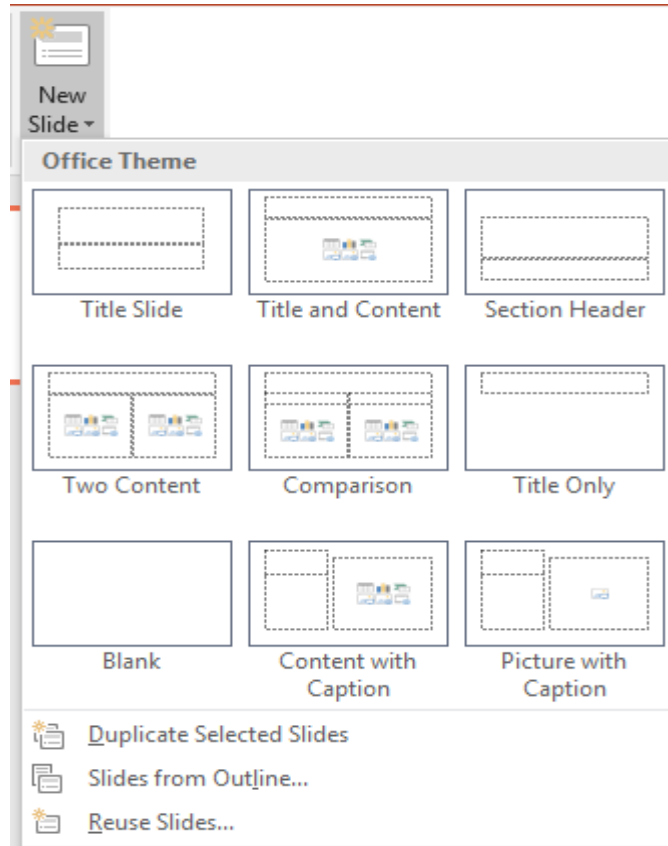 New
Slide
Office Theme
Title Slide
Title and Content
Section Header
Two Content
Comparison
Title Only
Blank
Content with
Caption
Picture with
Caption
Duplicate Selected Slides
Slides from Outline...
Reuse Slides...